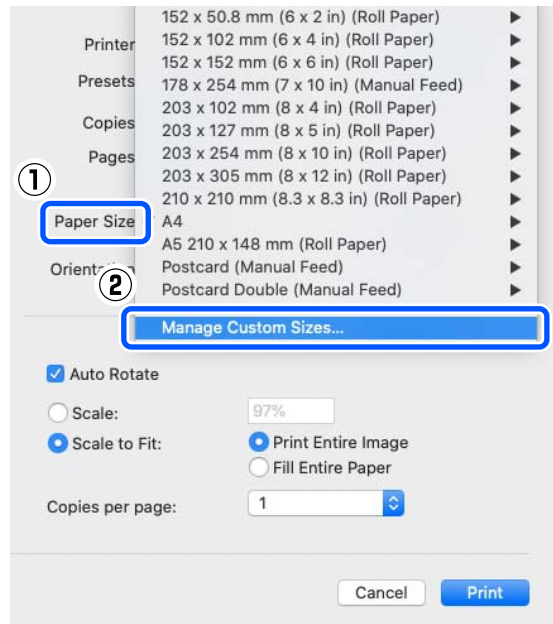 152 x 50.8 mm (6 x 2 in) (Roll Paper)
Printer 152 x 102 mm (6 x 4 in) (Roll Paper)
152 x 152 mm (6 x 6 in) (Roll Paper)
Presets 178 x 254 mm (7 x 10 in) (Manual Feed)
203 x 102 mm (8 x 4 in) (Roll Paper)
Copies 203 x 127 mm (8 x 5 in) (Roll Paper)
Pages 203 x 254 mm (8 x 10 in) (Roll Paper)
① 203 x 305 mm (8 x 12 in) (Roll Paper)
210 x 210 mm (8.3 x 8.3 in) (Roll Paper)
Paper Size A4
A5 210 x 148 mm (Roll Paper)
Postcard (Manual Feed)
② Postcard Double (Manual Feed)
Manage Custom Sizes...
Auto Rotate
Scale: 97%
Scale to Fit: Print Entire Image
Fill Entire Paper
Copies per page: 1
Cancel Print